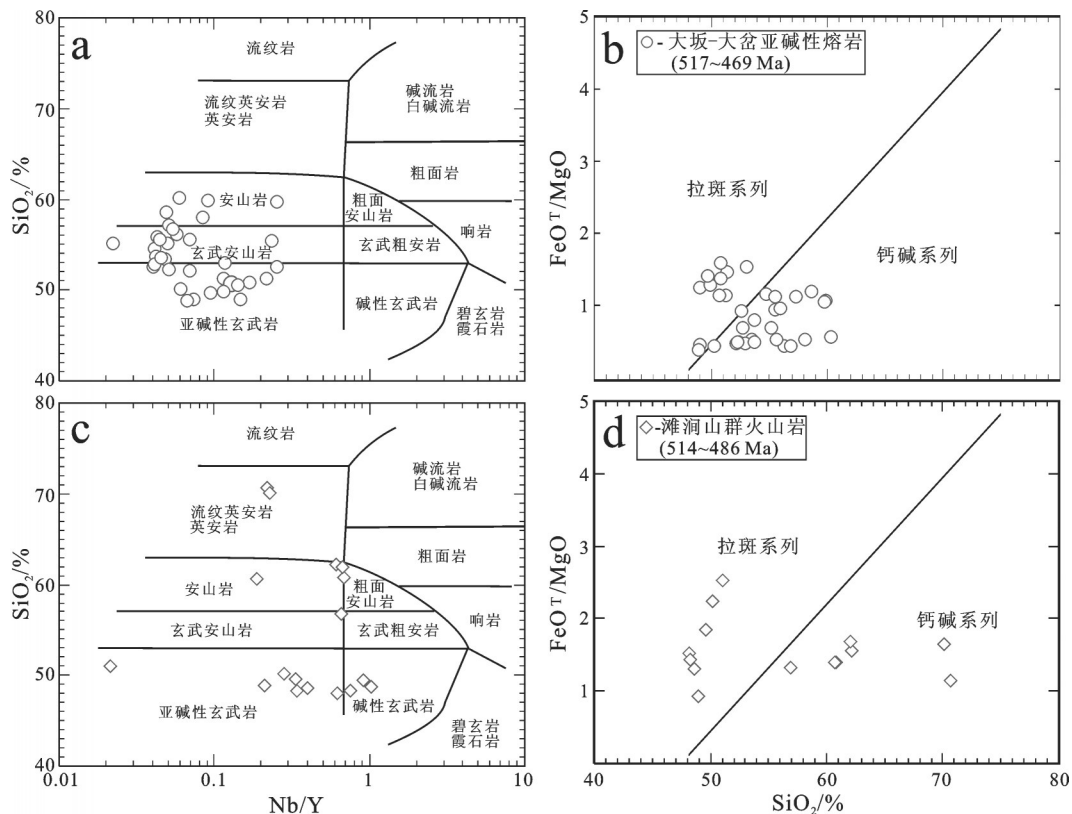 a
80
70
60
50
40
SiO₂/%
流纹岩
流纹英安岩
英安岩
碱流岩
白碱流岩
粗面岩
安山岩
粗面
安山岩
响岩
玄武安山岩
玄武粗安岩
亚碱性玄武岩
碱性玄武岩
碧玄岩
霞石岩
b
5
4
3
2
1
FeOᵀ/MgO
○-大坂-大岔亚碱性熔岩
(517~469 Ma)
拉斑系列
钙碱系列
c
80
70
60
50
40
SiO₂/%
流纹岩
流纹英安岩
英安岩
碱流岩
白碱流岩
粗面岩
安山岩
粗面
安山岩
响岩
玄武安山岩
玄武粗安岩
亚碱性玄武岩
碱性玄武岩
碧玄岩
霞石岩
0.01 0.1 1 10
Nb/Y
d
5
4
3
2
1
FeOᵀ/MgO
◇-滩涧山群火山岩
(514~486 Ma)
拉斑系列
钙碱系列
40 50 60 70 80
SiO₂/%